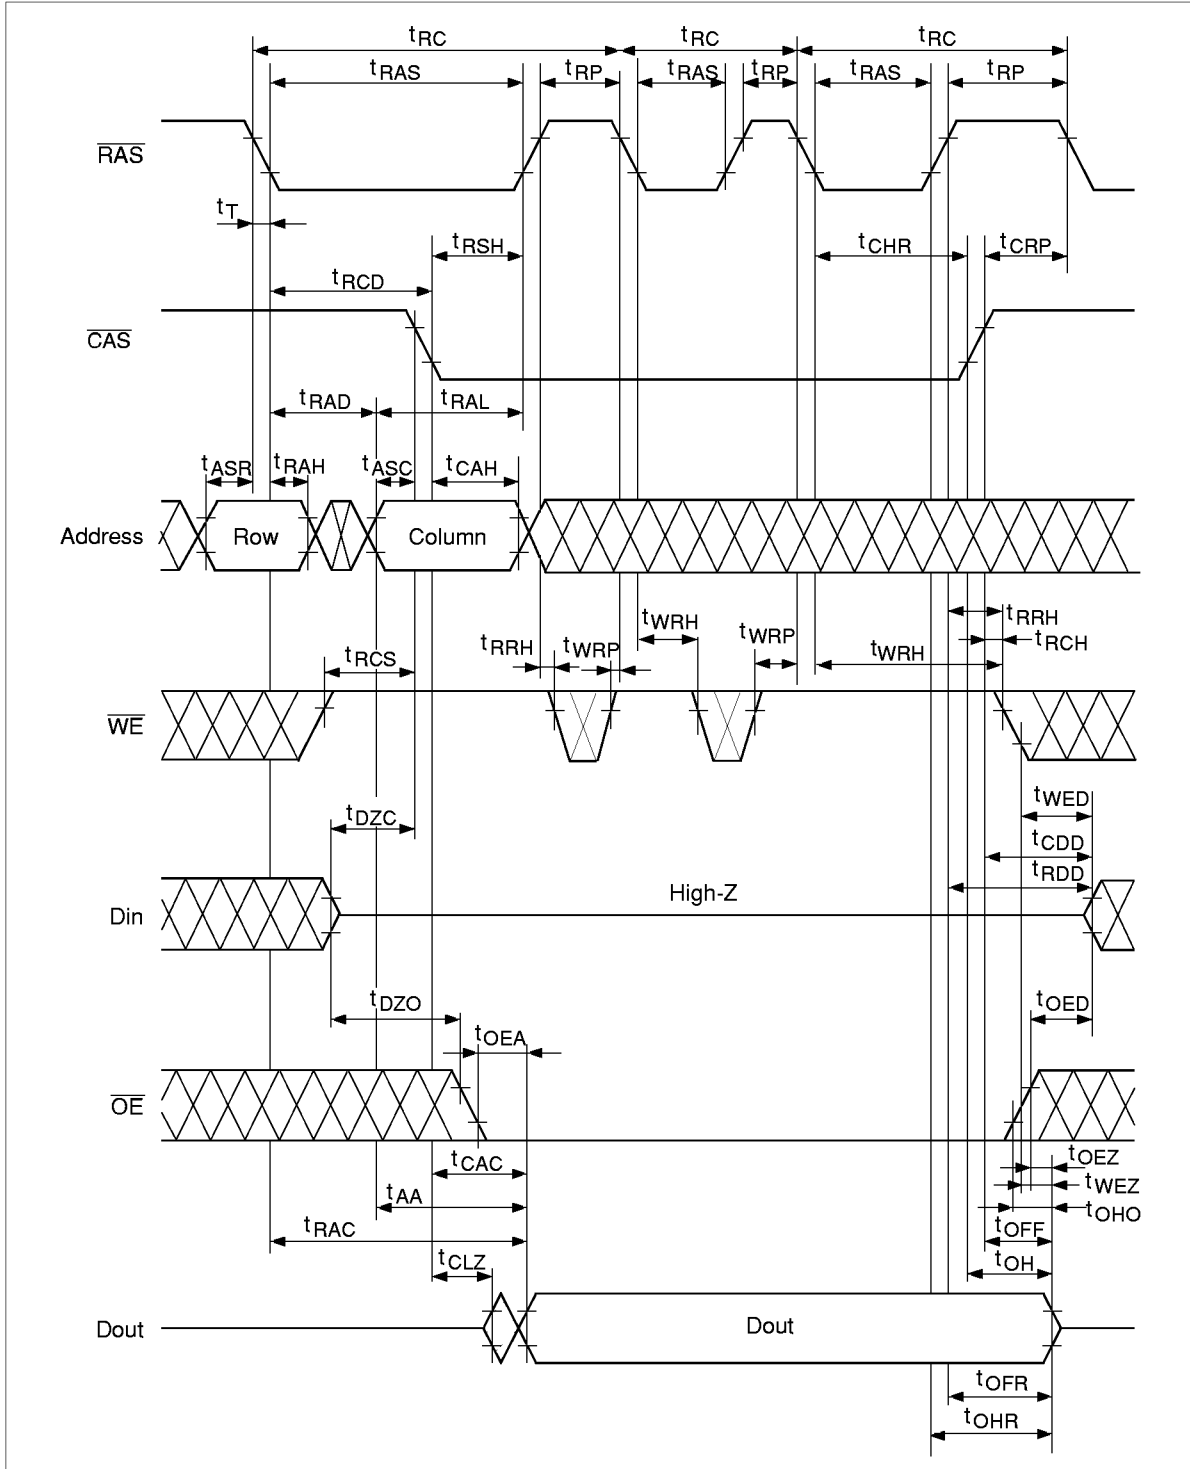 tRC tRC tRC
tRAS tRP tRAS tRP tRAS tRP
RAS
tT
tRSH tCHR tCRP
tRCD
CAS
tRAD tRAL
tASR tRAH tASC tCAH
Address Row Column
tRRH
tWRH tWRP
tRRH tWRP tRCH
tRCS tWRH
WE
tWED
tDZC
tCDD
tRDD
High-Z
Din
tDZO tOED
tOEA
OE
tOEZ
tCAC
tWEZ
tAA
tOHO
tRAC tOFF
tCLZ tOH
Dout Dout
tOFR
tOHR